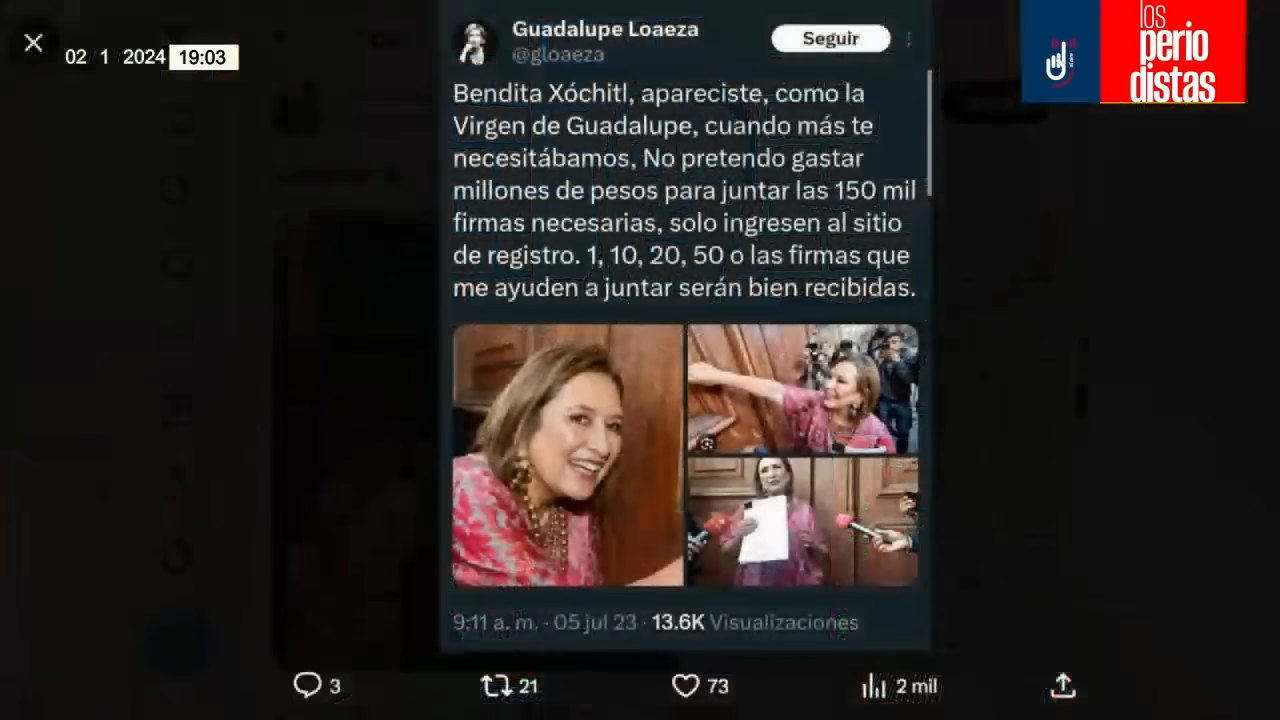 02 1 2024 19:03
Guadalupe Loaeza
@gloaeza
Seguir
los
perio
distas
Bendita Xóchitl, apareciste, como la
Virgen de Guadalupe, cuando más te
necesitábamos, No pretendo gastar
millones de pesos para juntar las 150 mil
firmas necesarias, solo ingresen al sitio
de registro. 1, 10, 20, 50 o las firmas que
me ayuden a juntar serán bien recibidas.
9:11 a. m. · 05 jul 23 · 13.6K Visualizaciones
3
21
73
2 mil